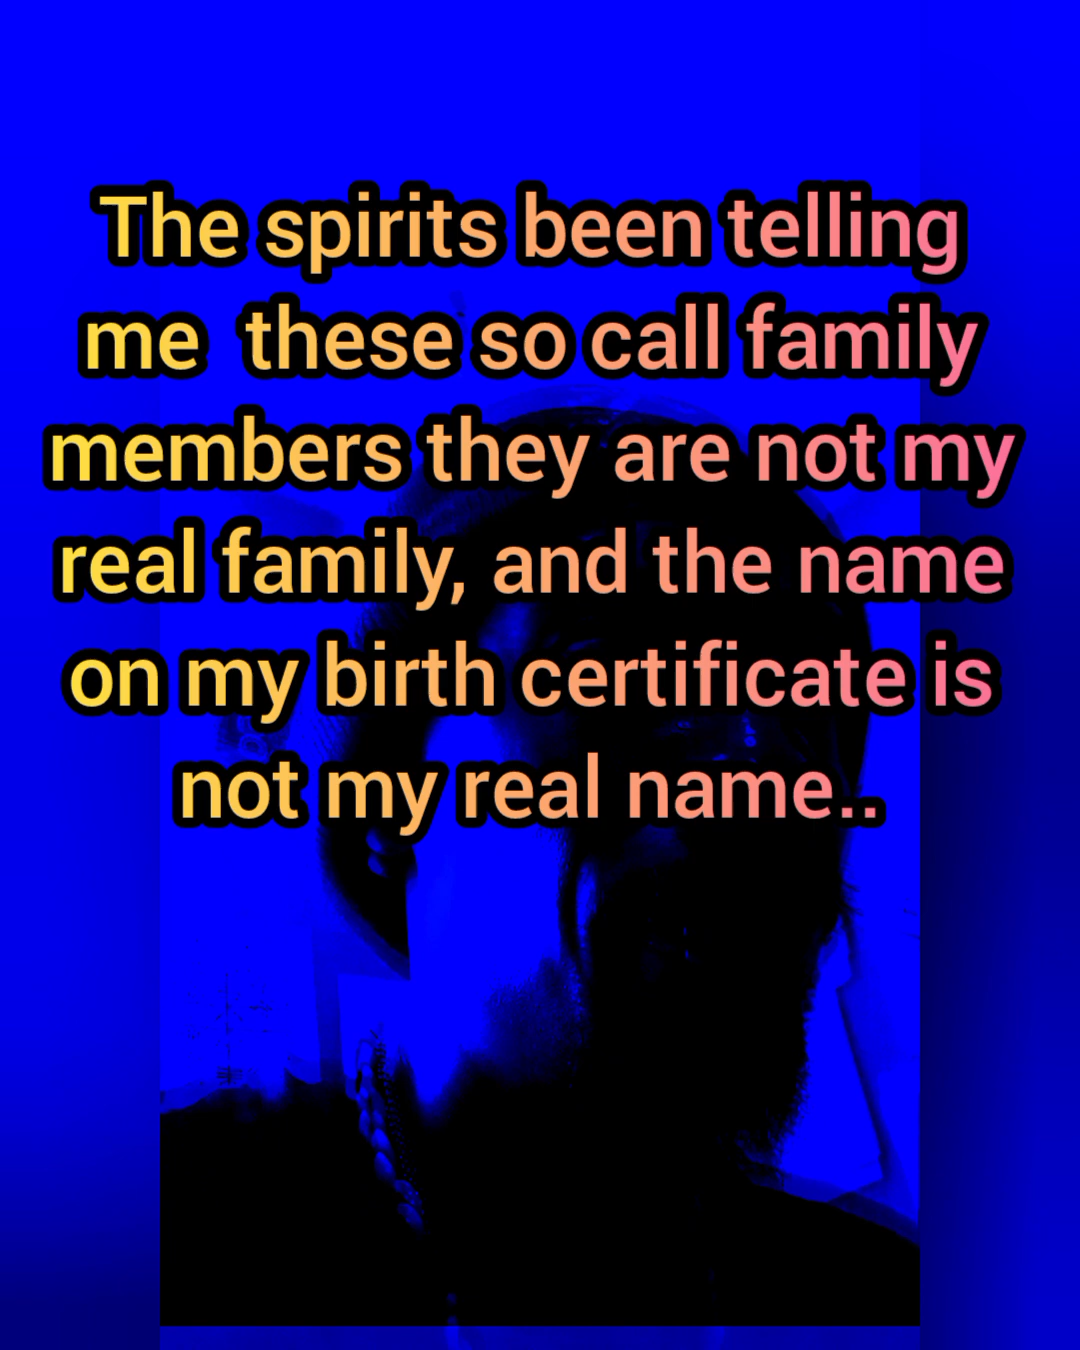 The spirits been telling
me  these so call family
members they are not my
real family, and the name
on my birth certificate is
not my real name..